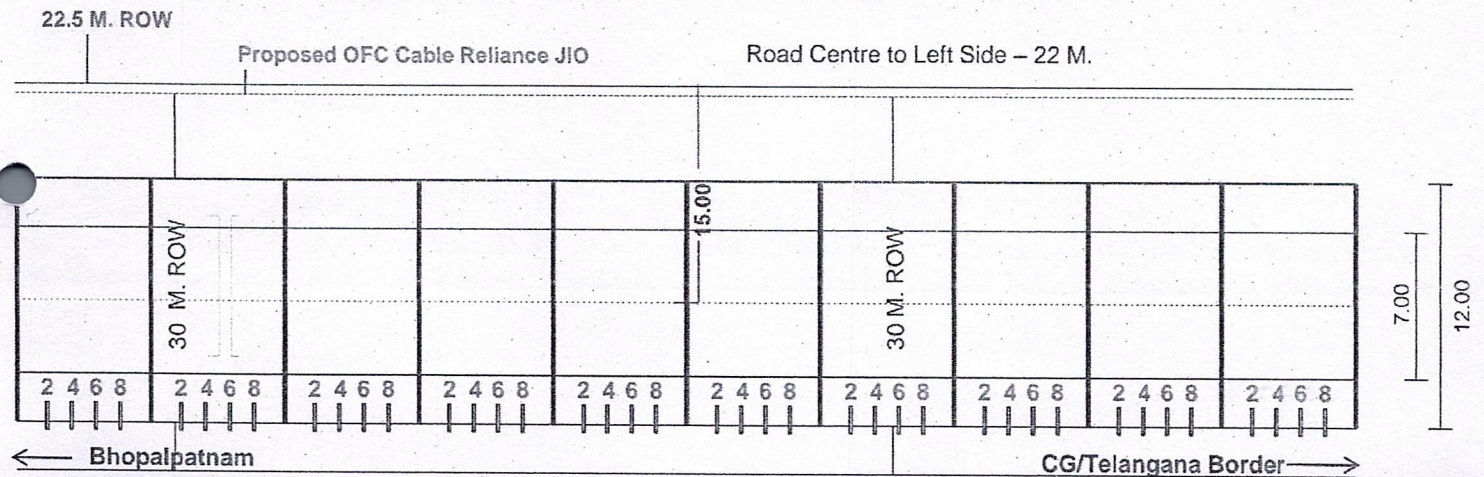 22.5 M. ROW
Proposed OFC Cable Reliance JIO
Road Centre to Left Side – 22 M.
15.00
30 M. ROW
30 M. ROW
7.00
12.00
2 4 6 8 2 4 6 8 2 4 6 8 2 4 6 8 2 4 6 8 2 4 6 8 2 4 6 8 2 4 6 8 2 4 6 8 2 4 6 8
Bhopalpatnam
CG/Telangana Border